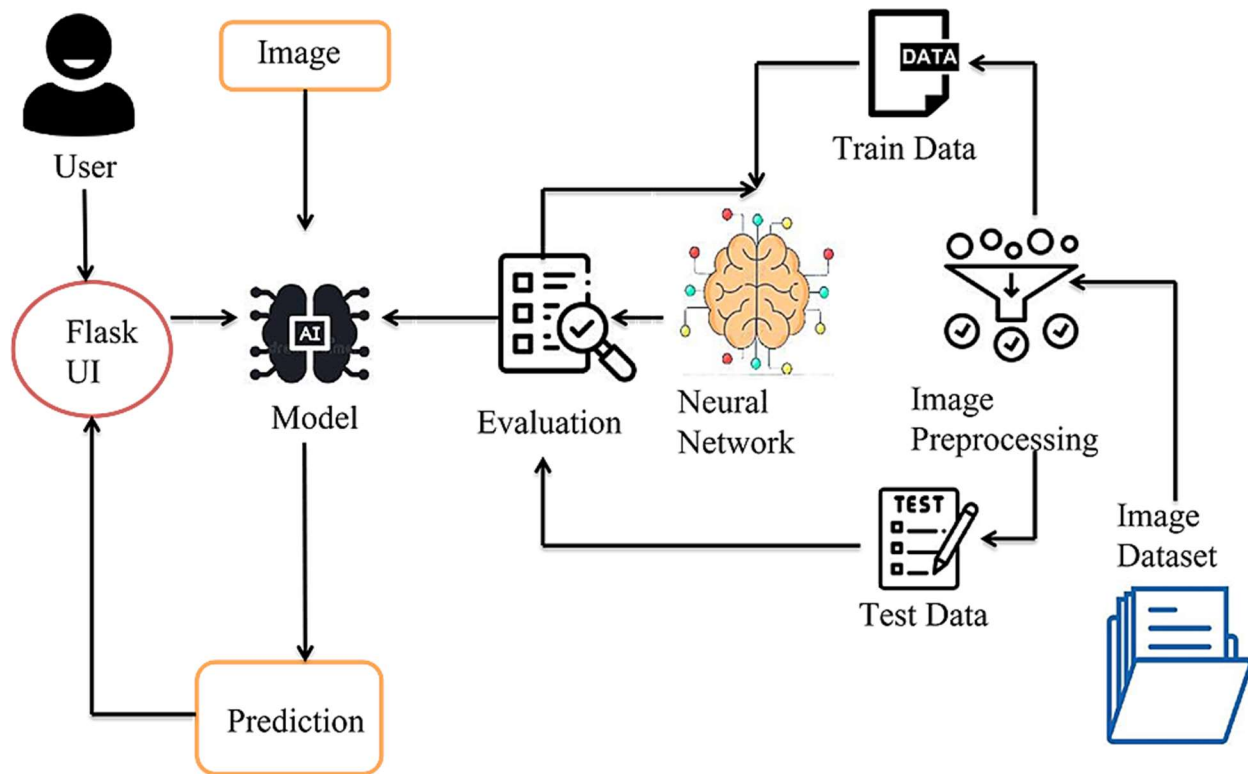 Image
DATA
Train Data
User
Flask
UI
AI
Model
Evaluation
Neural
Network
Image
Preprocessing
TEST
Test Data
Image
Dataset
Prediction